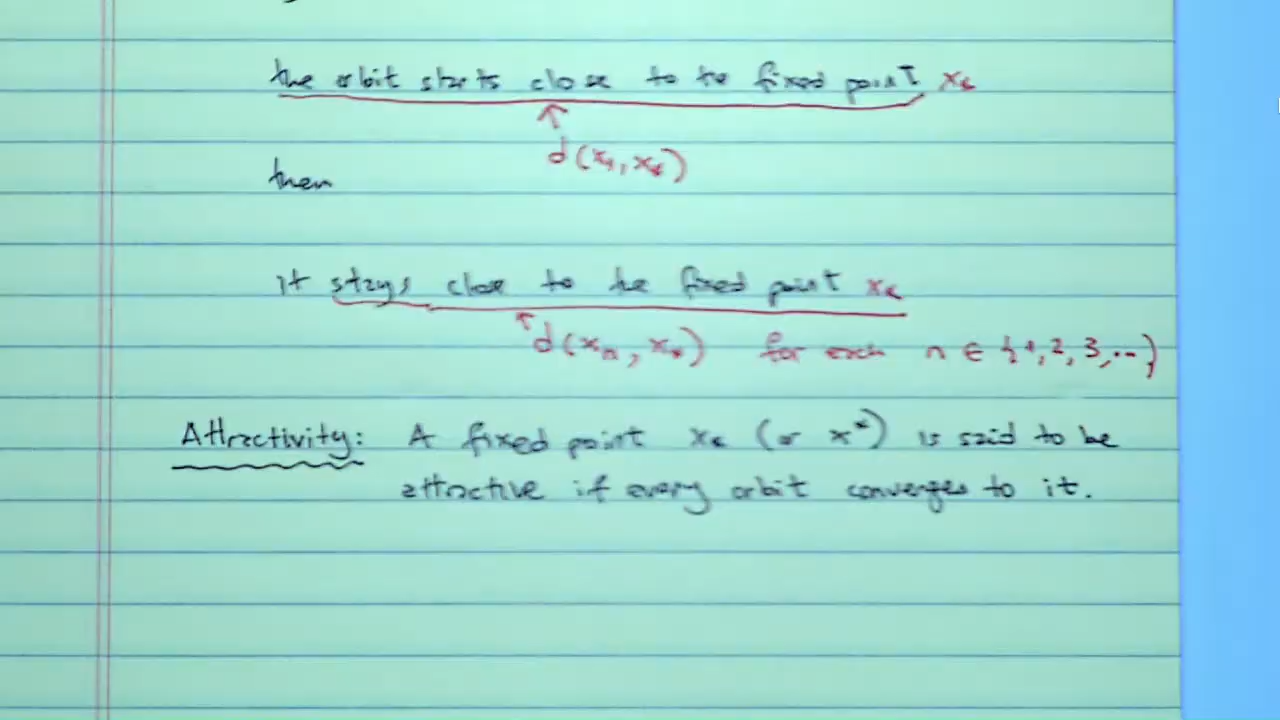 the orbit starts close to the fixed point x*
d(x1, x*)
then
it stays close to the fixed point x*
d(xn, x*) for each n ∈ {1, 2, 3, ...}
Attractivity: A fixed point x* (or x*) is said to be
attractive if every orbit converges to it.